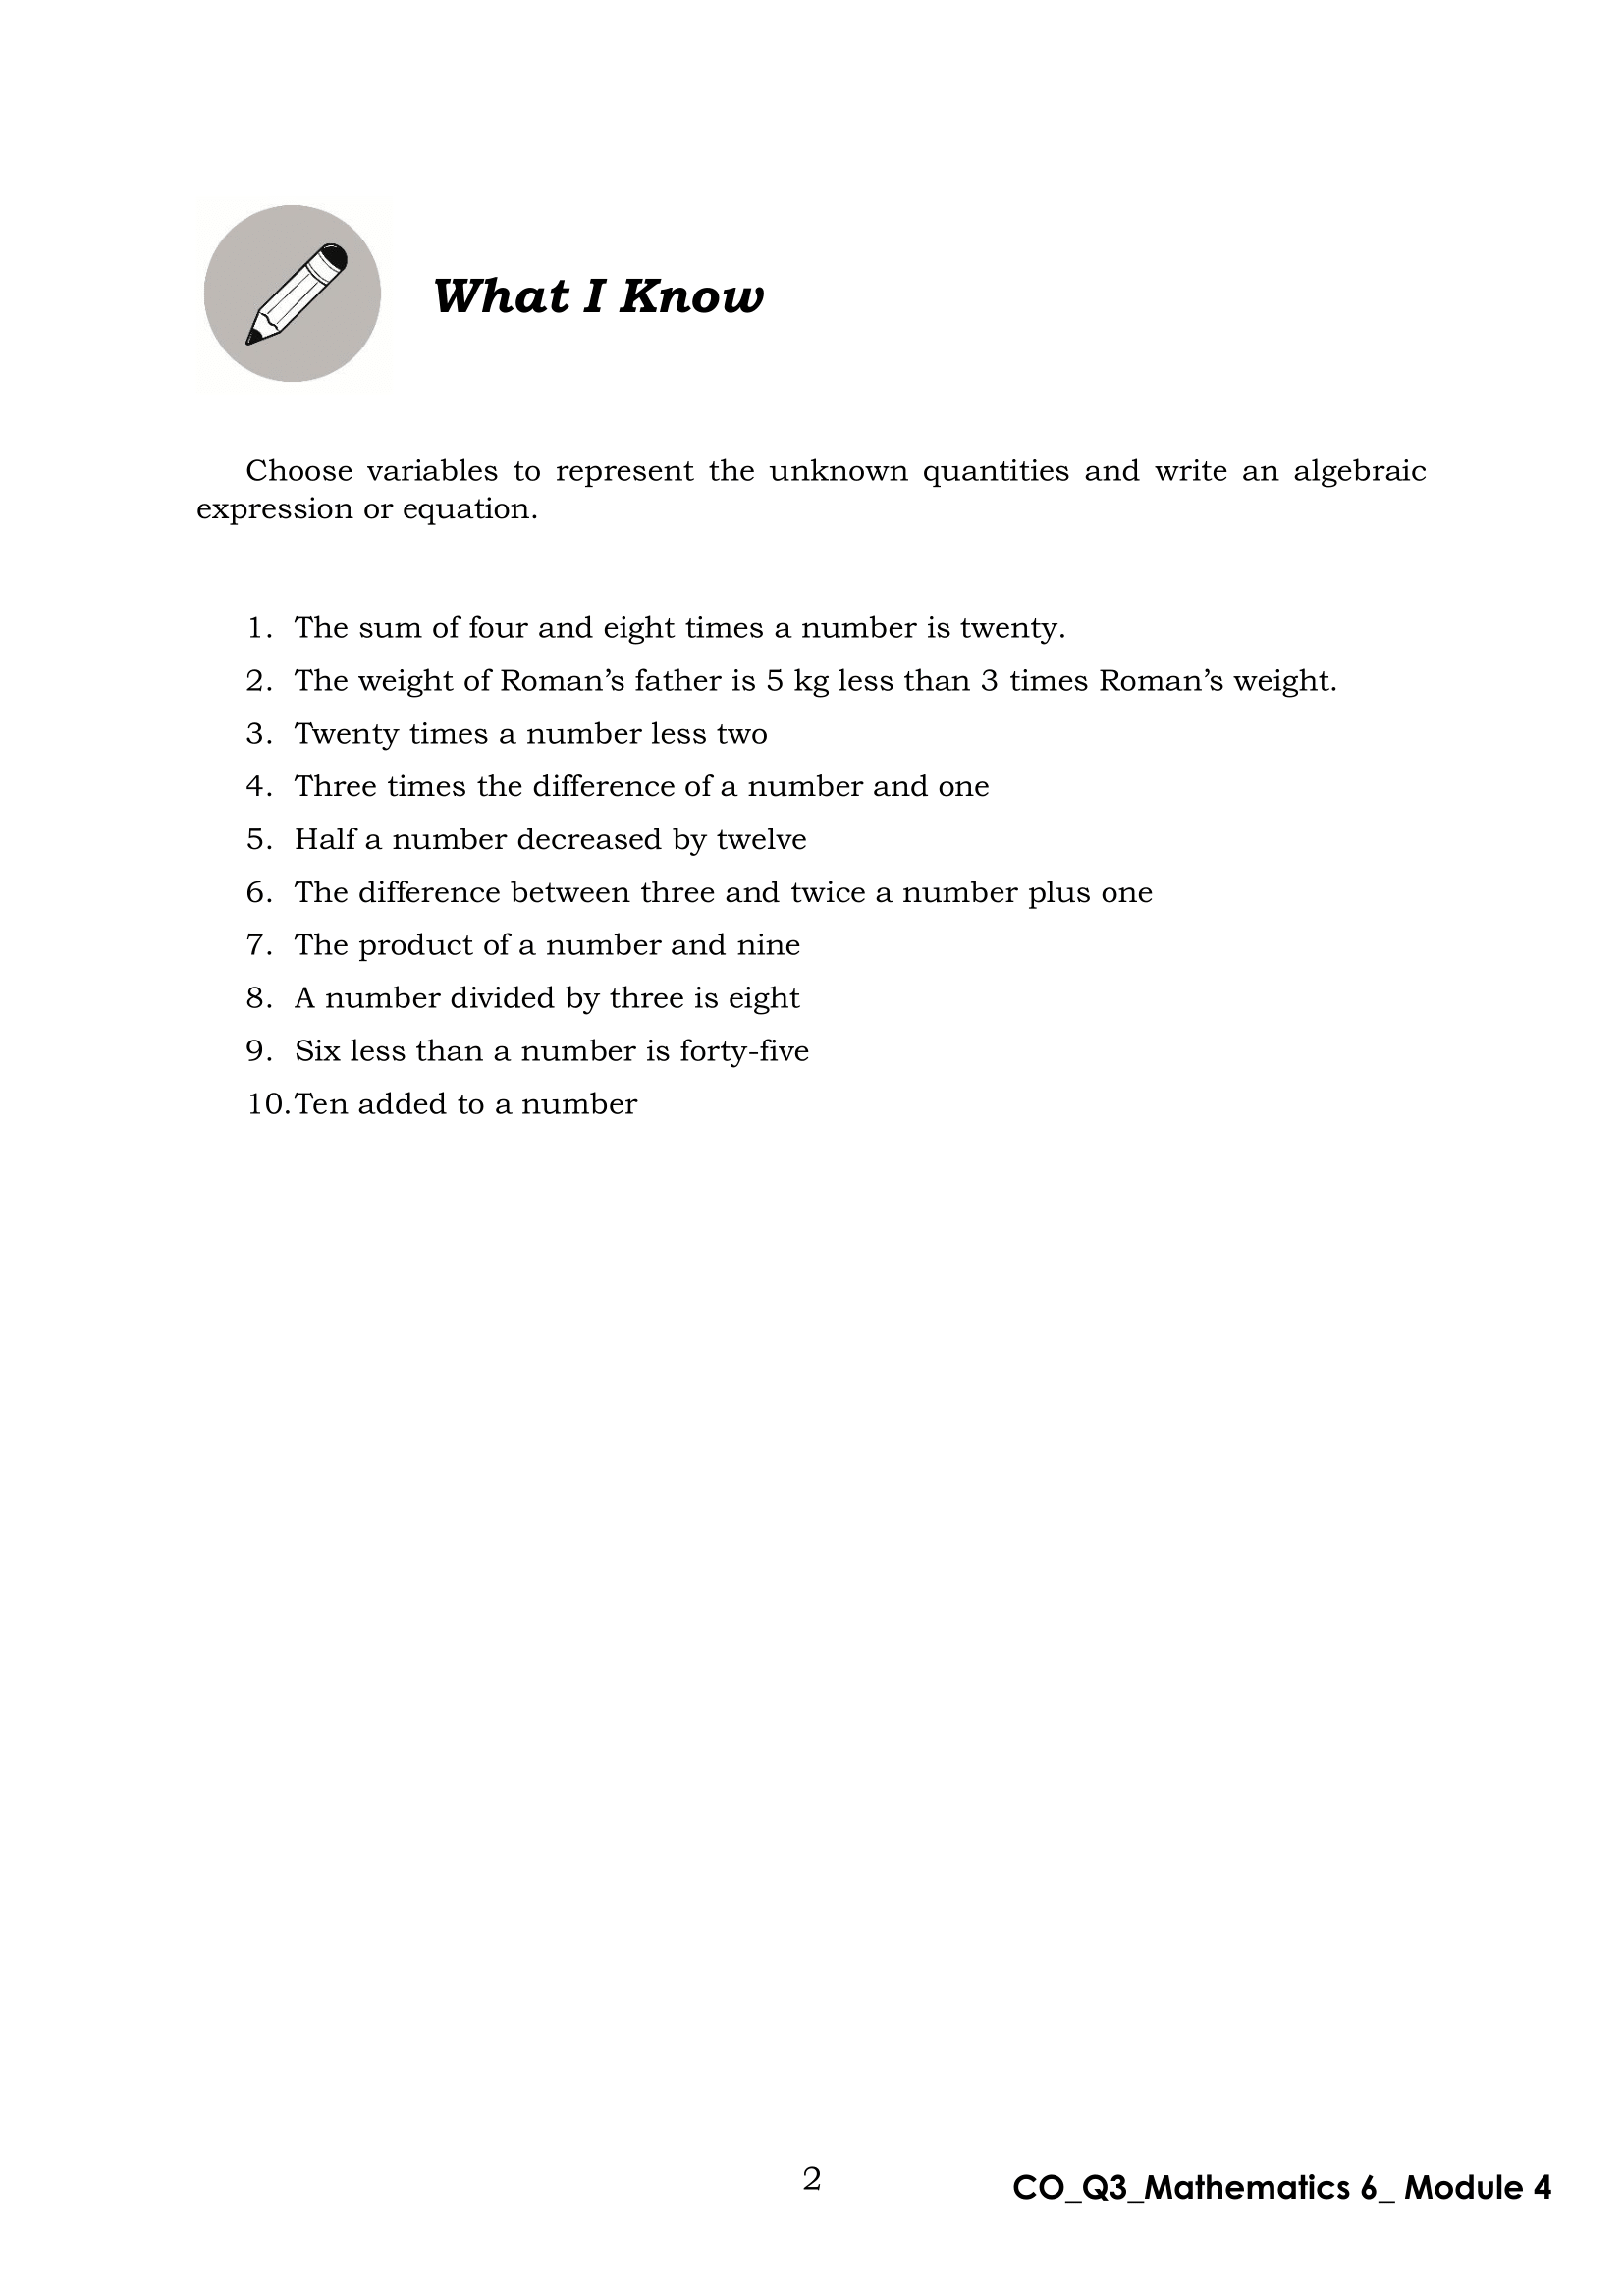 What I Know
Choose variables to represent the unknown quantities and write an algebraic
expression or equation.
1. The sum of four and eight times a number is twenty.
2. The weight of Roman’s father is 5 kg less than 3 times Roman’s weight.
3. Twenty times a number less two
4. Three times the difference of a number and one
5. Half a number decreased by twelve
6. The difference between three and twice a number plus one
7. The product of a number and nine
8. A number divided by three is eight
9. Six less than a number is forty-five
10. Ten added to a number
2
CO_Q3_Mathematics 6_ Module 4